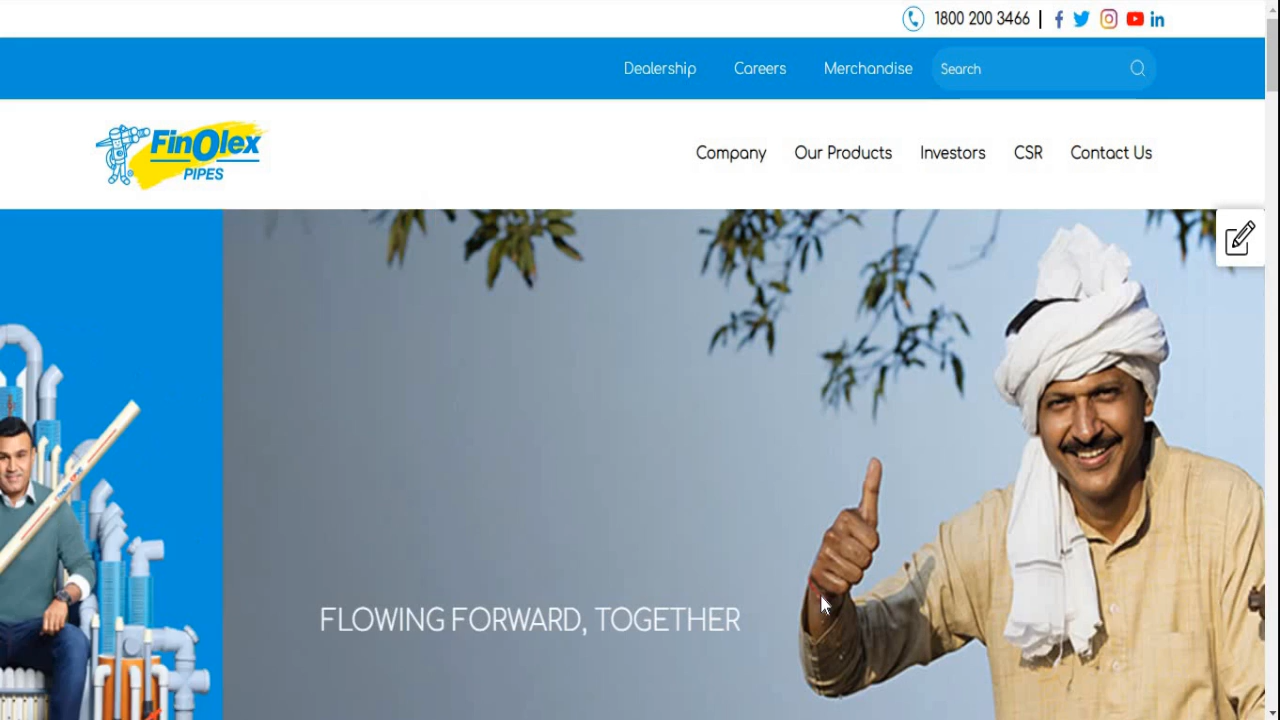 1800 200 3466 |
Dealership Careers Merchandise Search
FinOlex
PIPES
Company Our Products Investors CSR Contact Us
FLOWING FORWARD, TOGETHER